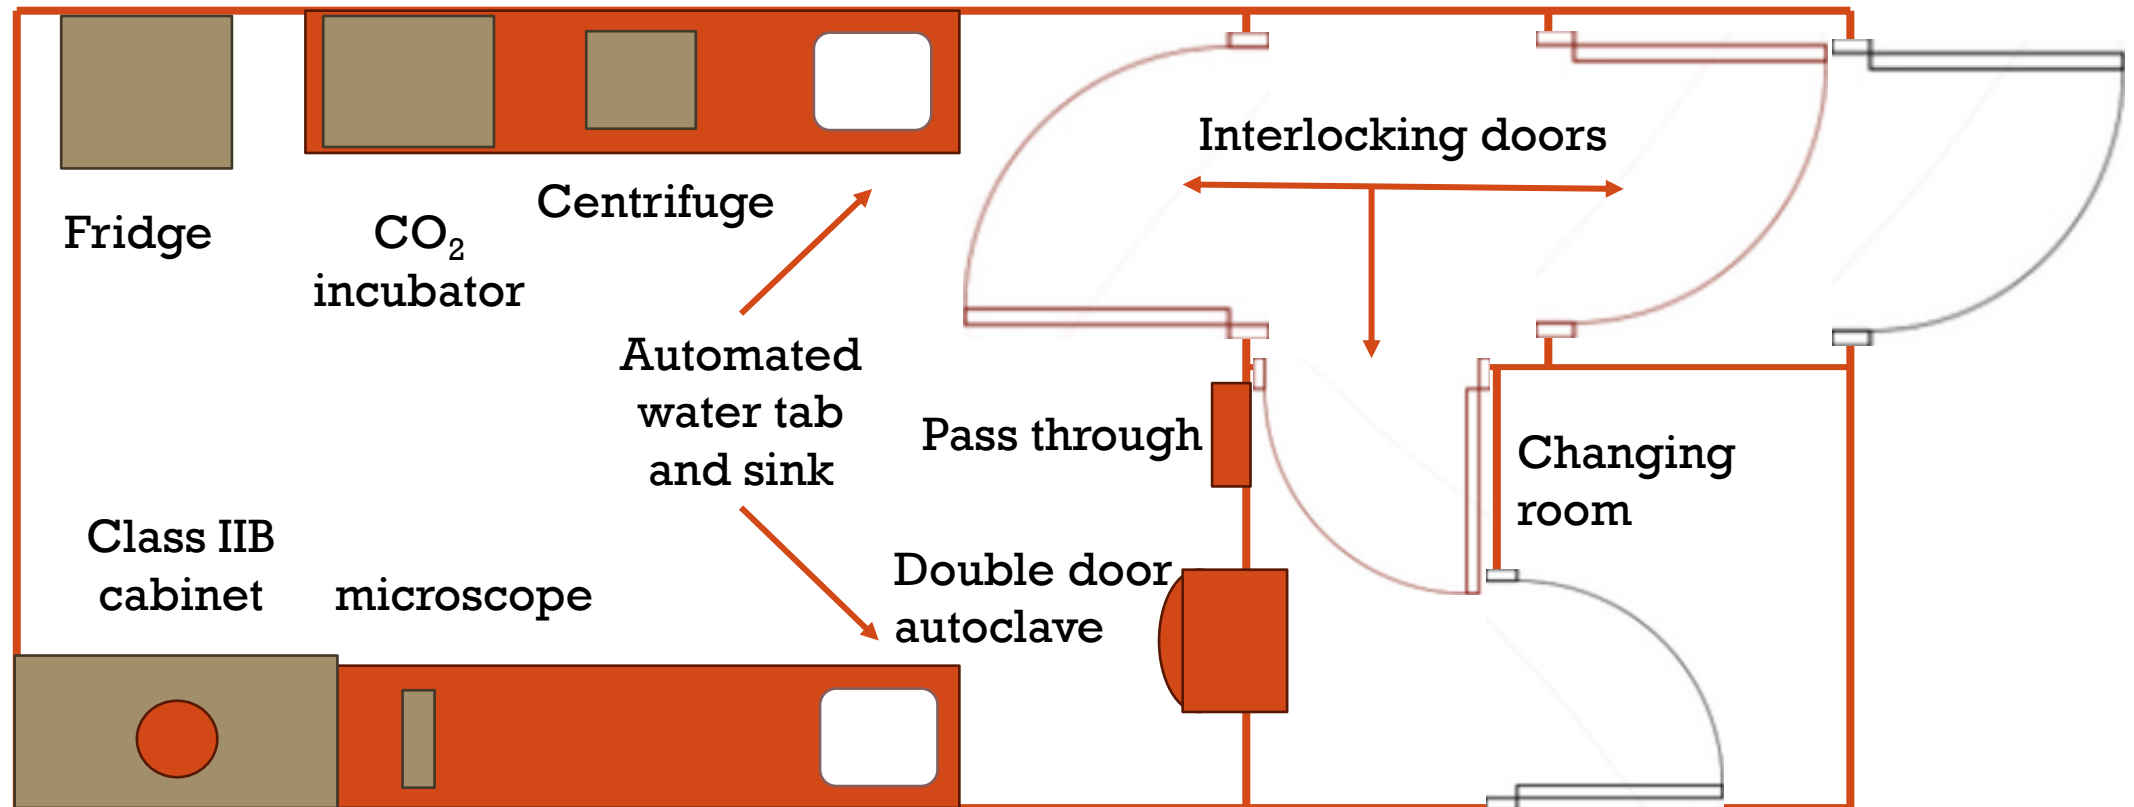 Interlocking doors
Centrifuge
Fridge
CO₂
incubator
Automated
water tab
and sink
Pass through
Changing
room
Class IIB
cabinet
microscope
Double door
autoclave